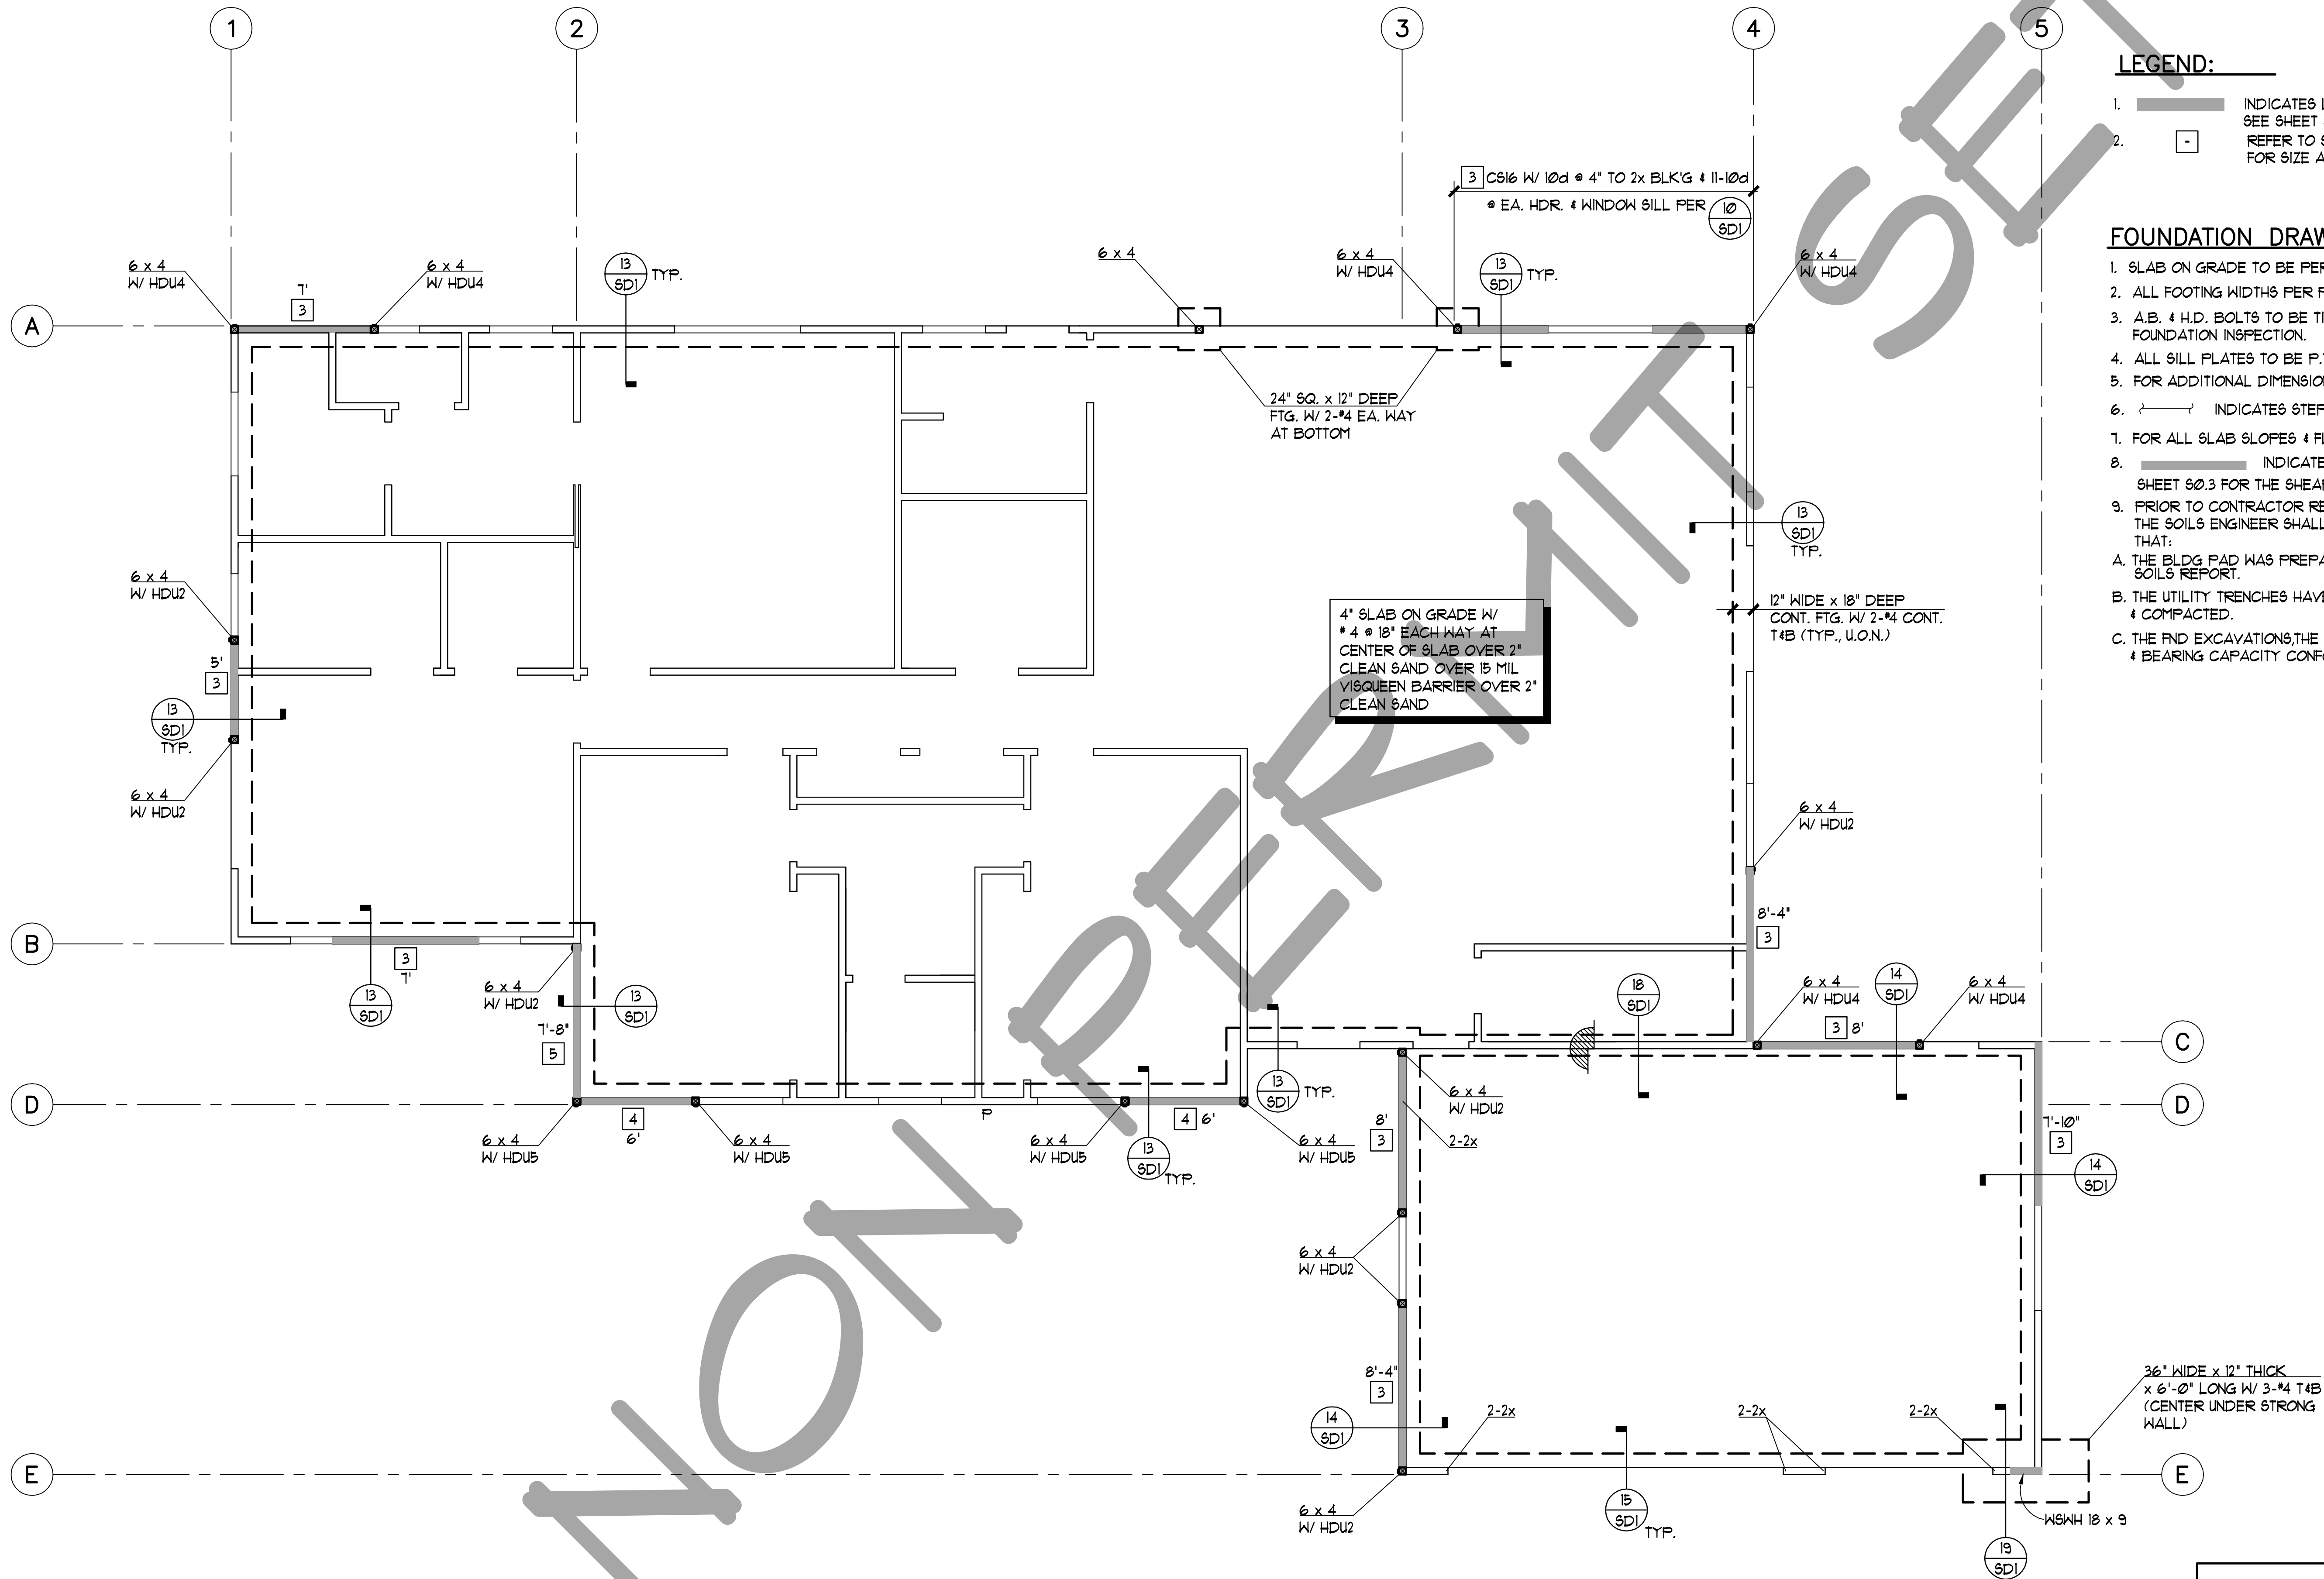 1
2
3
4
5
LEGEND:
1.
INDICATES
SEE SHEET
2.
-
REFER TO
FOR SIZE
3 CS16 W/ 10d @ 4" TO 2x BLK'G & 11-10d
@ EA. HDR. & WINDOW SILL PER
10
SD1
FOUNDATION
1. SLAB ON GRADE TO BE
2. ALL FOOTING WIDTHS PER
3. A.B. & H.D. BOLTS TO BE
FOUNDATION INSPECTION.
4. ALL SILL PLATES TO BE
5. FOR ADDITIONAL
6.
INDICATES
7. FOR ALL SLAB SLOPES &
8.
SHEET S0.3 FOR THE
9. PRIOR TO CONTRACTOR
THE SOILS ENGINEER SHALL
THAT:
A. THE BLDG PAD WAS
SOILS REPORT.
B. THE UTILITY TRENCHES
& COMPACTED.
C. THE FND EXCAVATIONS,THE
& BEARING CAPACITY
6 x 4
W/ HDU4
7'
3
6 x 4
W/ HDU4
13
SD1
TYP.
6 x 4
6 x 4
W/ HDU4
13
SD1
TYP.
6 x 4
W/ HDU4
A
24" SQ. x 12" DEEP
FTG. W/ 2-#4 EA. WAY
AT BOTTOM
13
SD1
TYP.
6 x 4
W/ HDU2
5'
3
13
SD1
TYP.
6 x 4
W/ HDU2
4" SLAB ON GRADE W/
# 4 @ 18" EACH WAY AT
CENTER OF SLAB OVER 2"
CLEAN SAND OVER 15 MIL
VISQUEEN BARRIER OVER 2"
CLEAN SAND
12" WIDE x 18" DEEP
CONT. FTG. W/ 2-#4 CONT.
T&B (TYP., U.O.N.)
6 x 4
W/ HDU2
8'-4"
3
B
3
7'
13
SD1
6 x 4
W/ HDU2
13
SD1
7'-8"
5
18
SD1
6 x 4
W/ HDU4
14
SD1
6 x 4
W/ HDU4
3 8'
C
D
D
6 x 4
W/ HDU5
4
6'
6 x 4
W/ HDU5
P
6 x 4
W/ HDU5
13
SD1
TYP.
4 6'
13
SD1
TYP.
6 x 4
W/ HDU5
6 x 4
W/ HDU2
8'
3
2-2x
7'-10"
3
14
SD1
6 x 4
W/ HDU2
8'-4"
3
14
SD1
2-2x
2-2x
2-2x
36" WIDE x 12" THICK
x 6'-0" LONG W/ 3-#4 T&B
(CENTER UNDER STRONG
WALL)
E
E
6 x 4
W/ HDU2
15
SD1
TYP.
WSWH 18 x 9
19
SD1
NON PERMIT SET